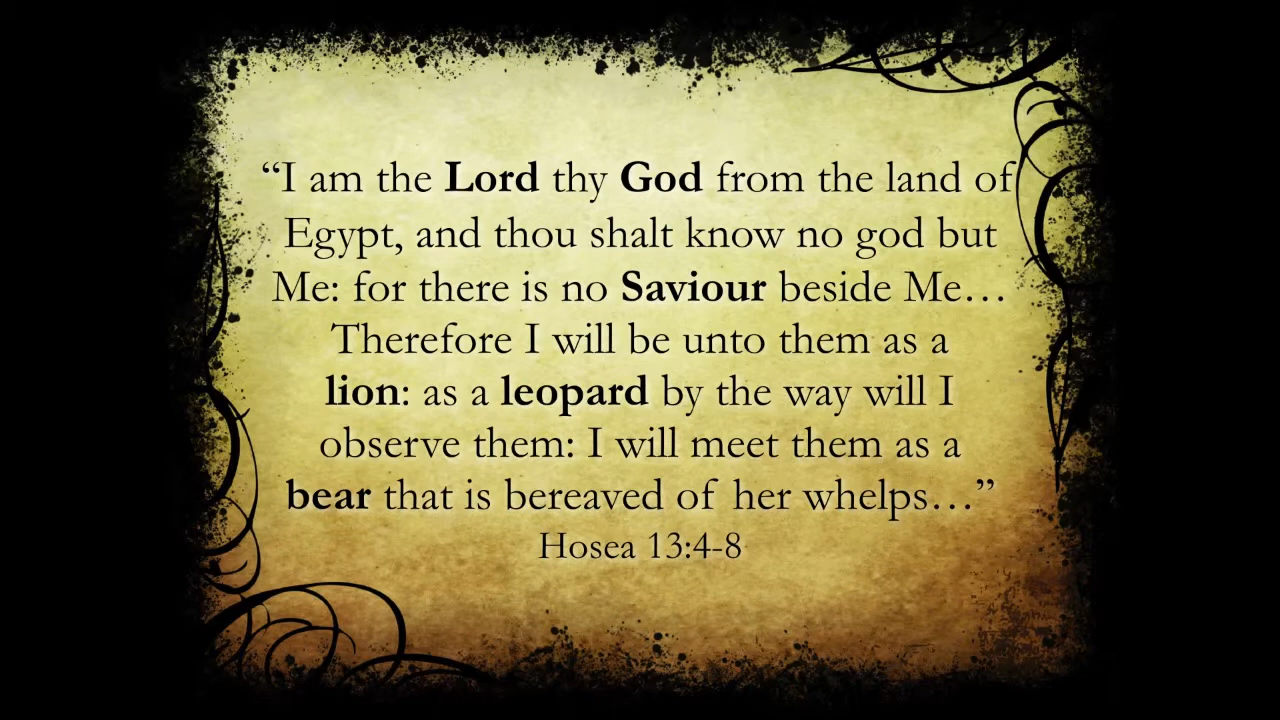 “I am the Lord thy God from the land of
Egypt, and thou shalt know no god but
Me: for there is no Saviour beside Me…
Therefore I will be unto them as a
lion: as a leopard by the way will I
observe them: I will meet them as a
bear that is bereaved of her whelps…”
Hosea 13:4-8